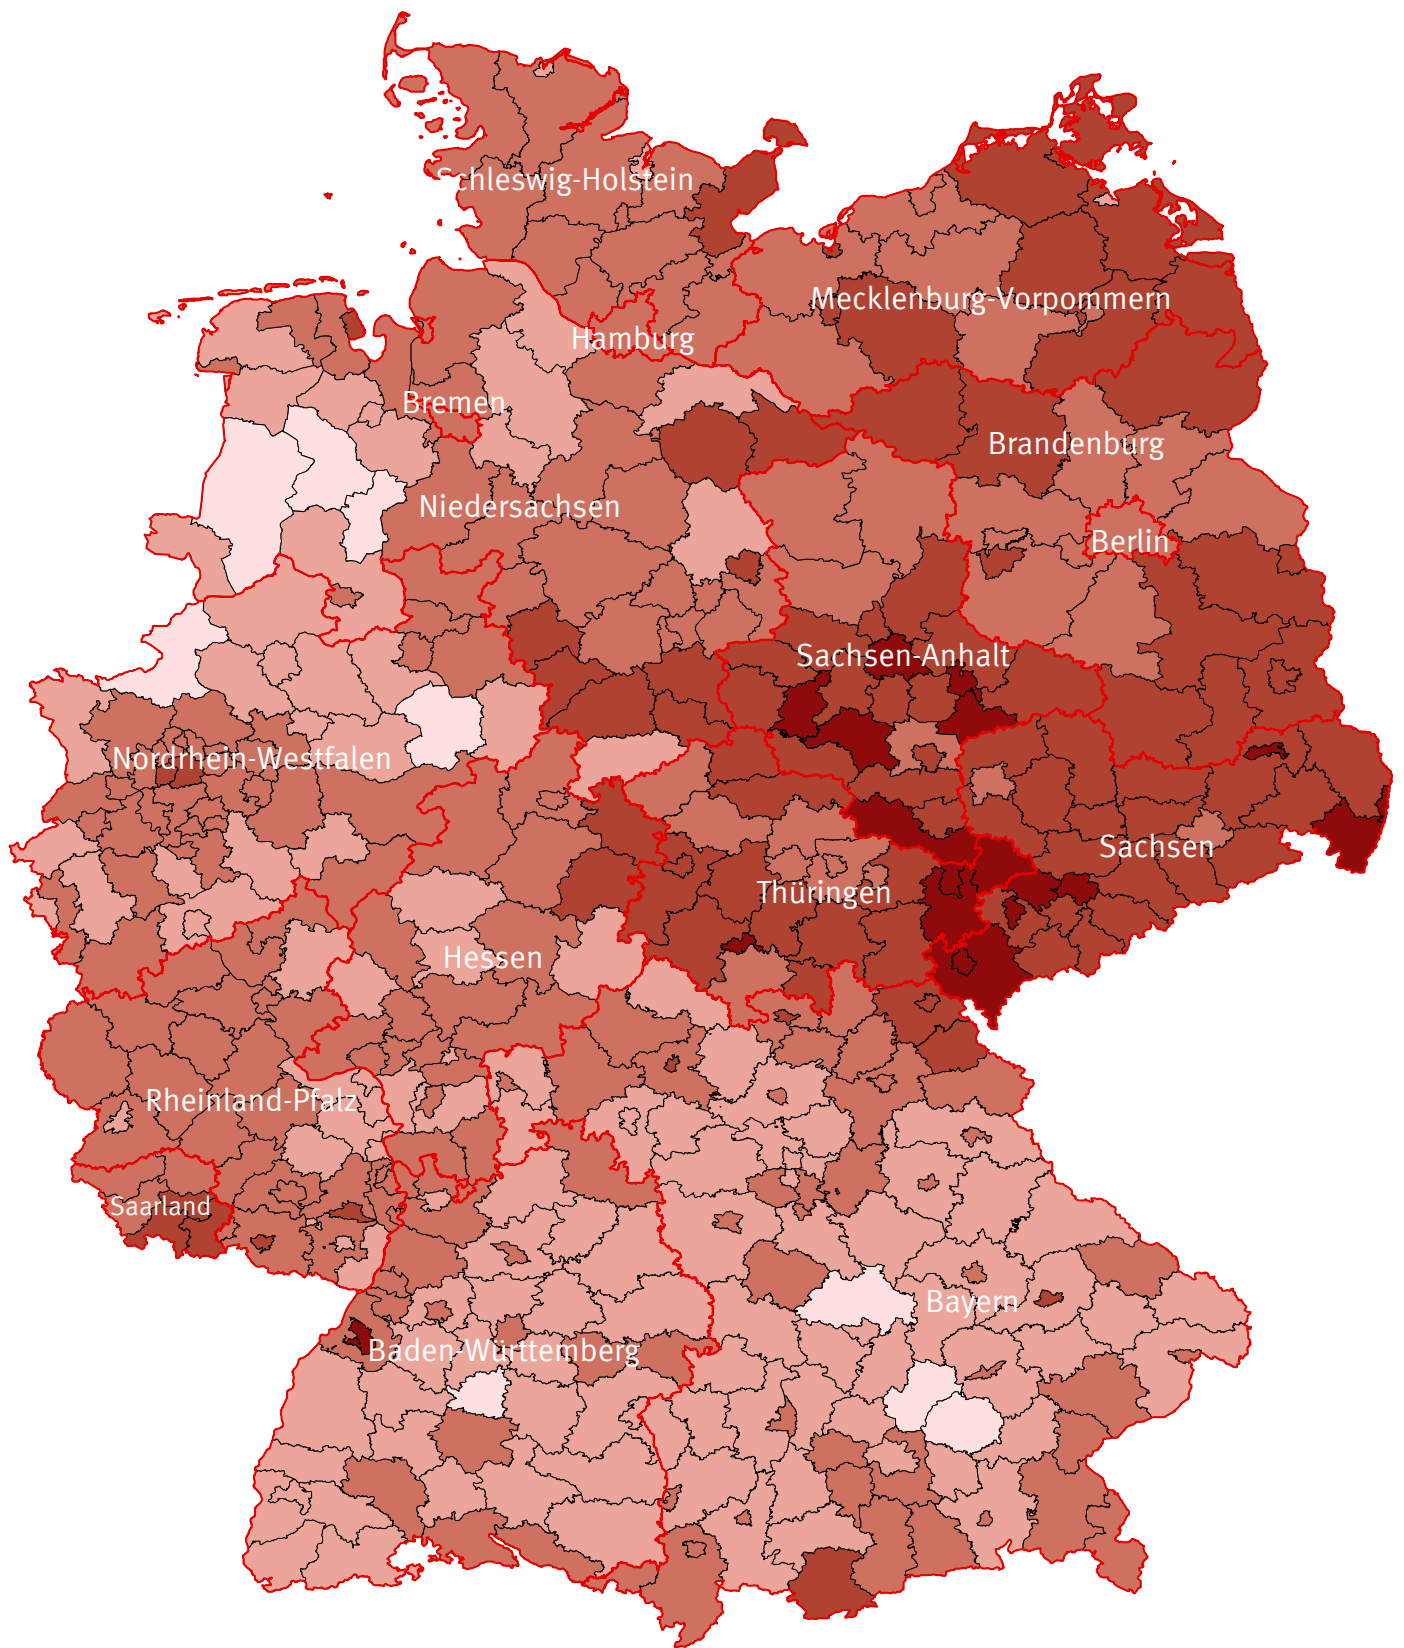 Schleswig-Holstein
Mecklenburg-Vorpommern
Hamburg
Bremen
Brandenburg
Niedersachsen
Berlin
Sachsen-Anhalt
Nordrhein-Westfalen
Sachsen
Thüringen
Hessen
Rheinland-Pfalz
Saarland
Bayern
Baden-Württemberg